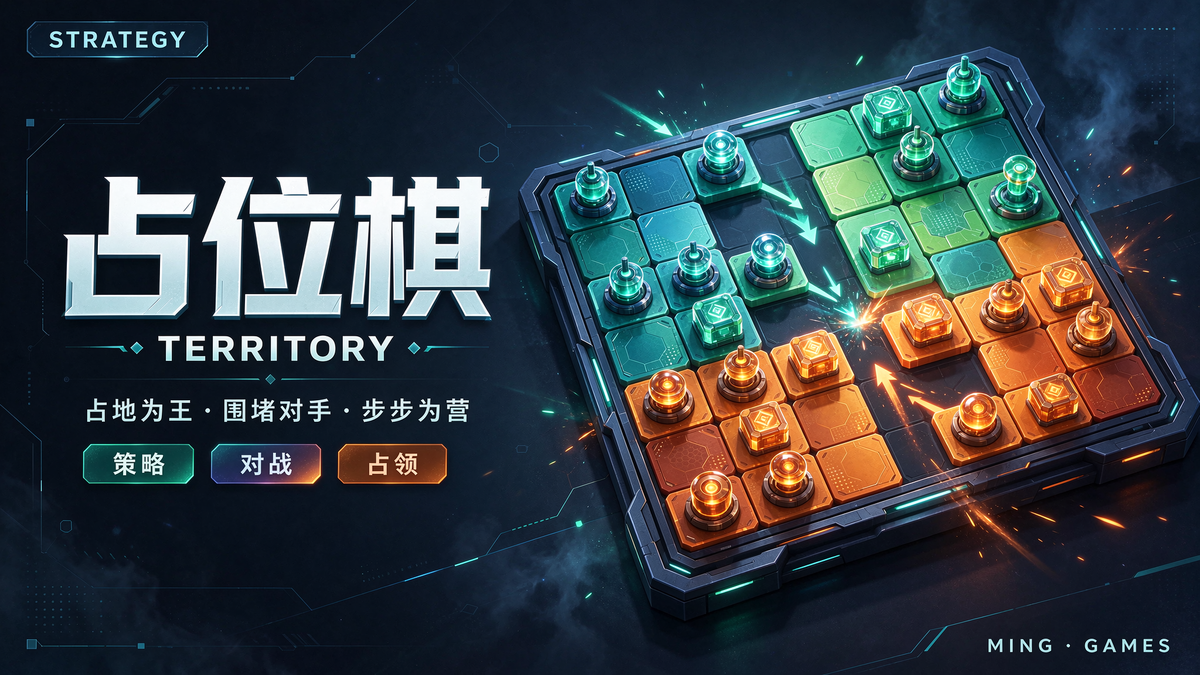 STRATEGY
占位棋
TERRITORY
占地为王·围堵对手·步步为营
策略 对战 占领
MING · GAMES